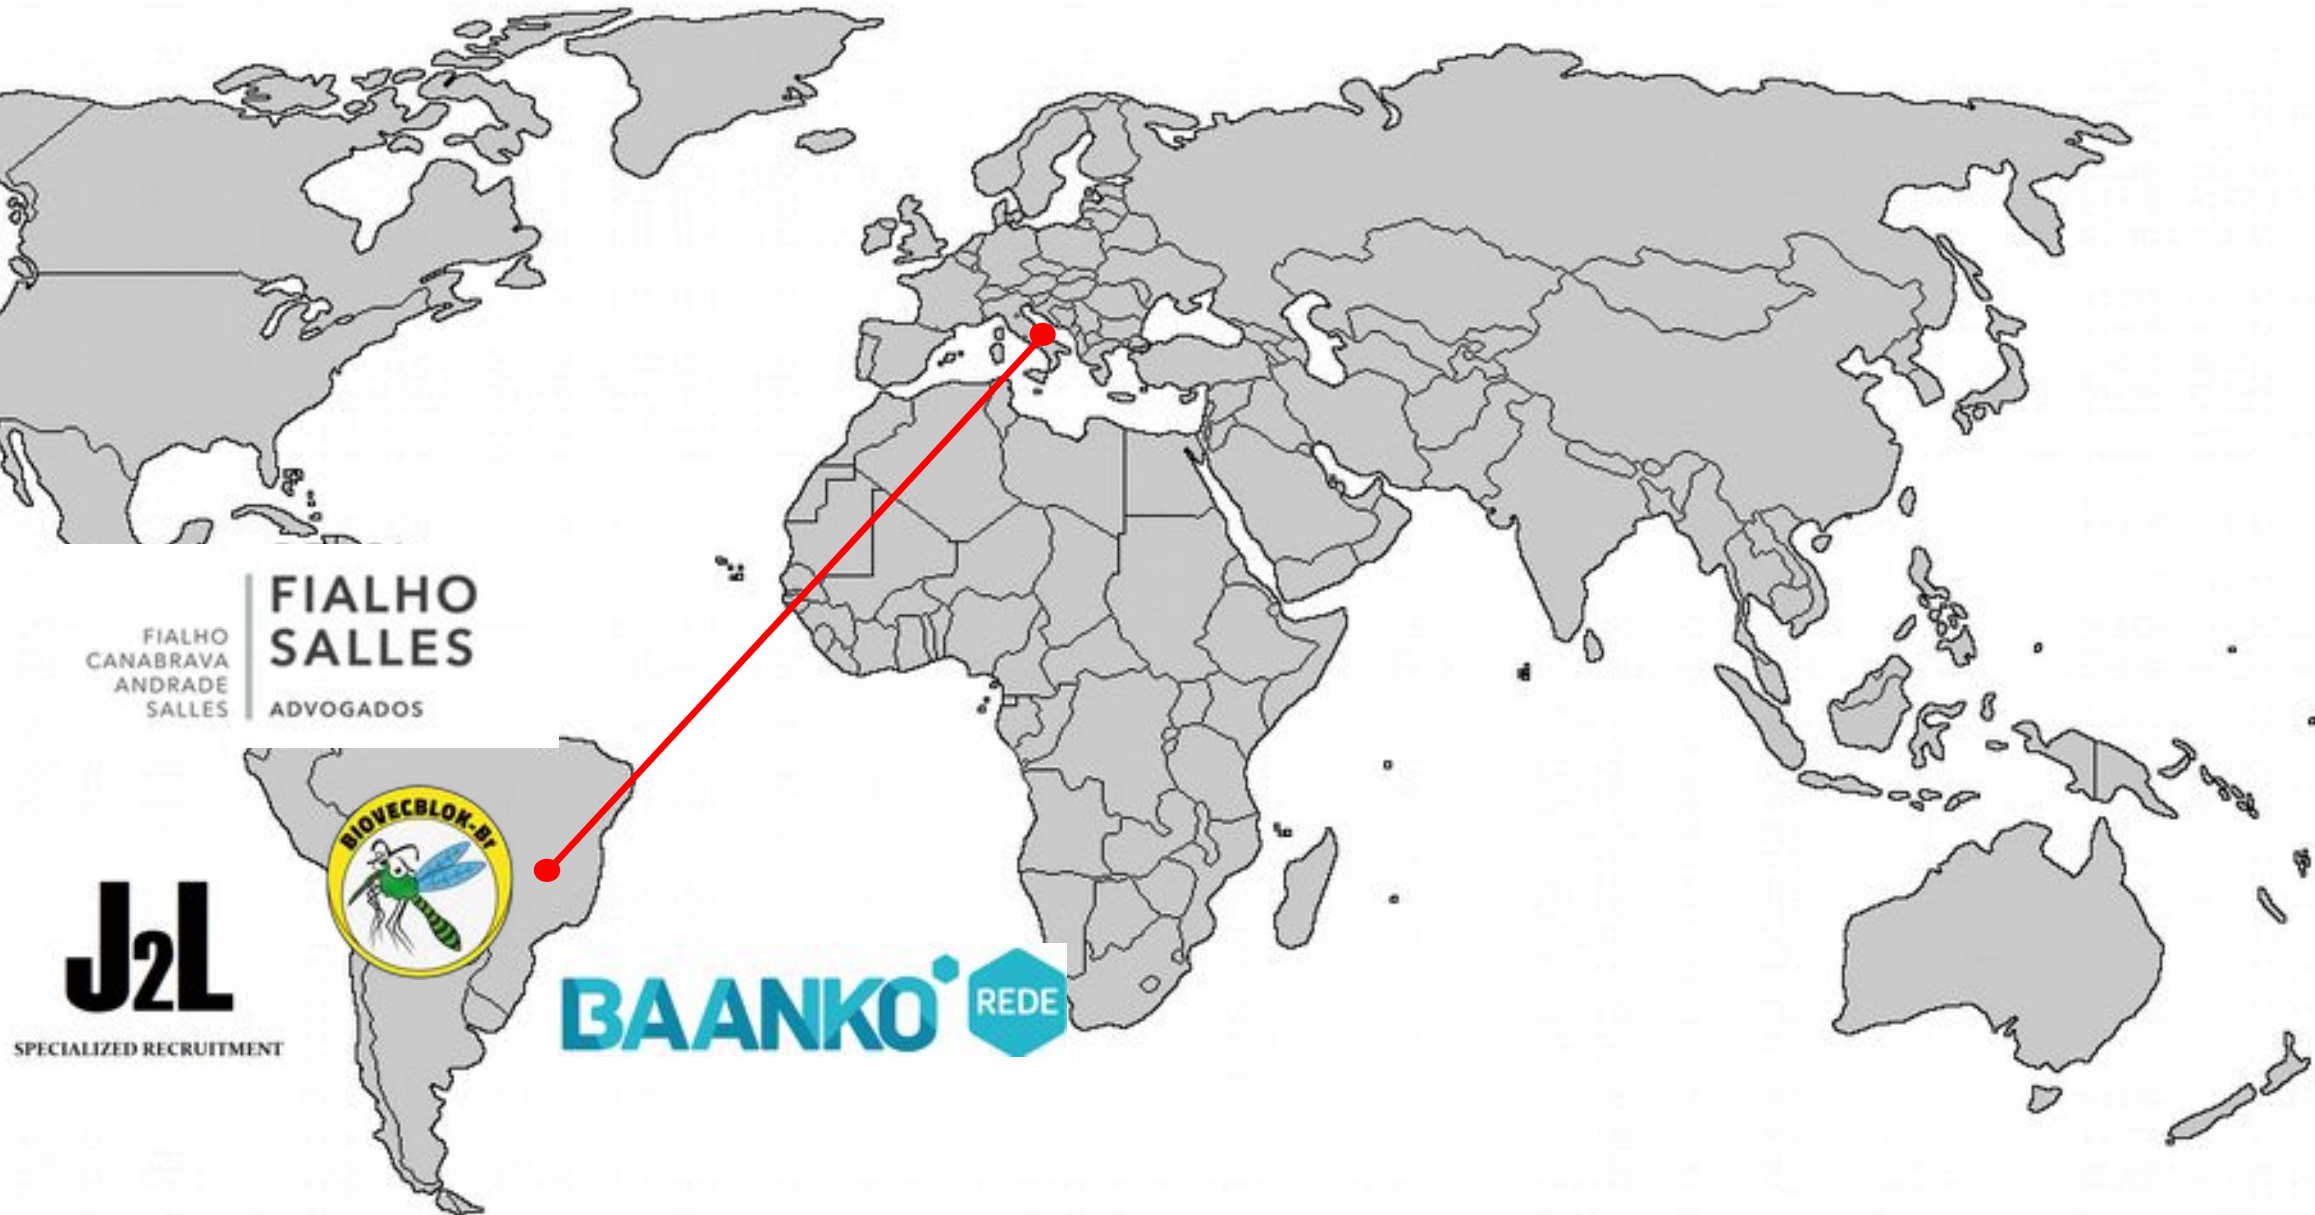 FIALHO
CANABRAVA
ANDRADE
SALLES
FIALHO
SALLES
ADVOGADOS
BIOVECBLOK-Br
J2L
SPECIALIZED RECRUITMENT
BAANKO
REDE